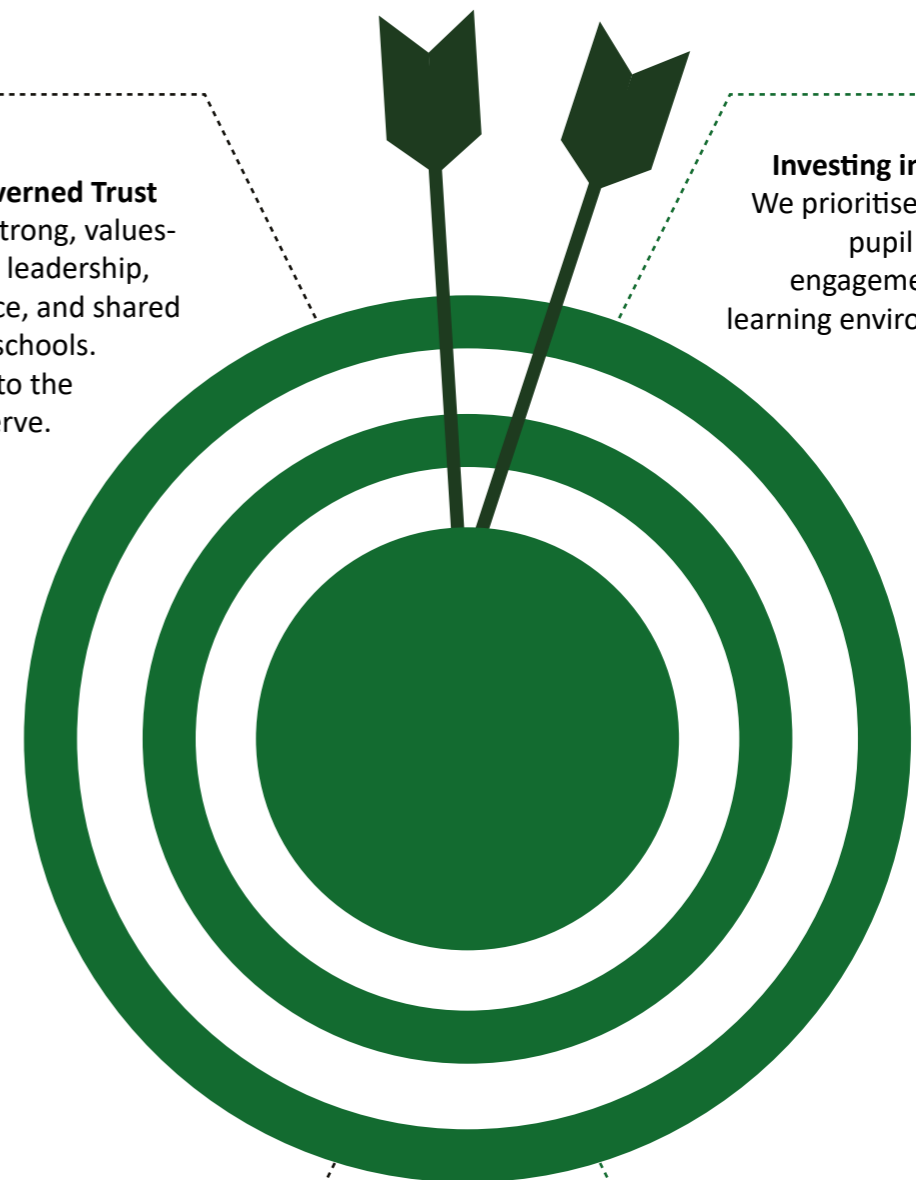 verned Trust
trong, values-
leadership,
ce, and shared
schools.
to the
erve.
Investing in
We prioritise
pupil
engageme
learning enviro